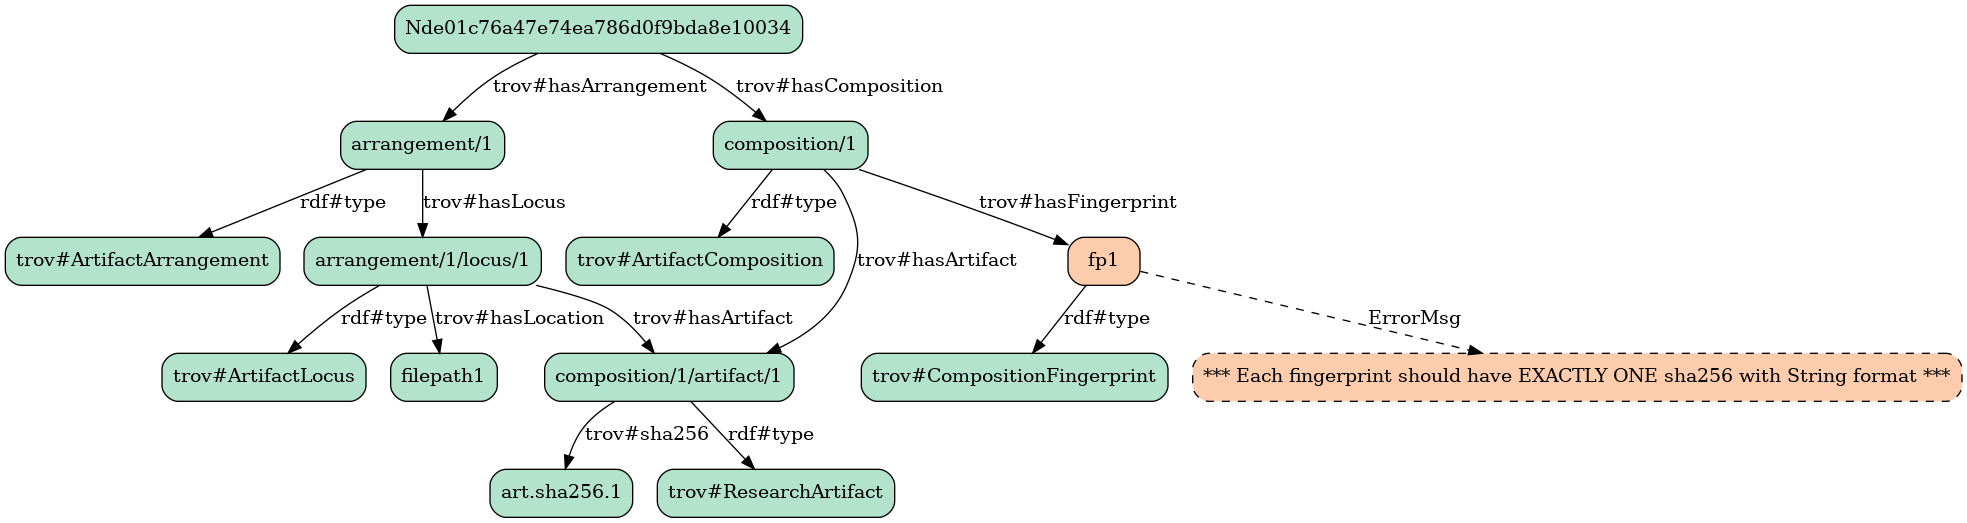 Nde01c76a47e74ea786d0f9bda8e10034
trov#hasArrangement
trov#hasComposition
arrangement/1
composition/1
rdf#type
trov#hasLocus
rdf#type
trov#hasFingerprint
trov#ArtifactArrangement
arrangement/1/locus/1
trov#ArtifactComposition
trov#hasArtifact
fp1
rdf#type
trov#hasLocation
trov#hasArtifact
rdf#type
ErrorMsg
trov#ArtifactLocus
filepath1
composition/1/artifact/1
trov#CompositionFingerprint
*** Each fingerprint should have EXACTLY ONE sha256 with String format ***
trov#sha256
rdf#type
art.sha256.1
trov#ResearchArtifact